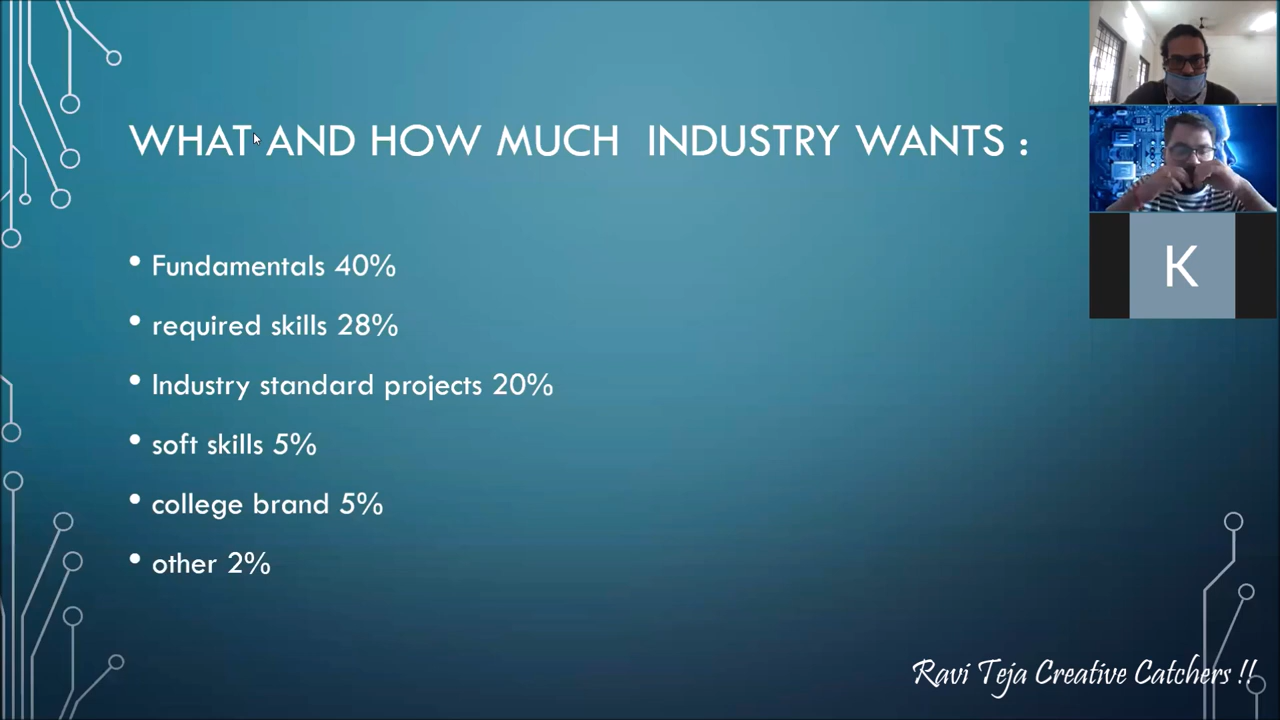 WHAT AND HOW MUCH INDUSTRY WANTS :
• Fundamentals 40%
• required skills 28%
• Industry standard projects 20%
• soft skills 5%
• college brand 5%
• other 2%
K
Ravi Teja Creative Catchers !!